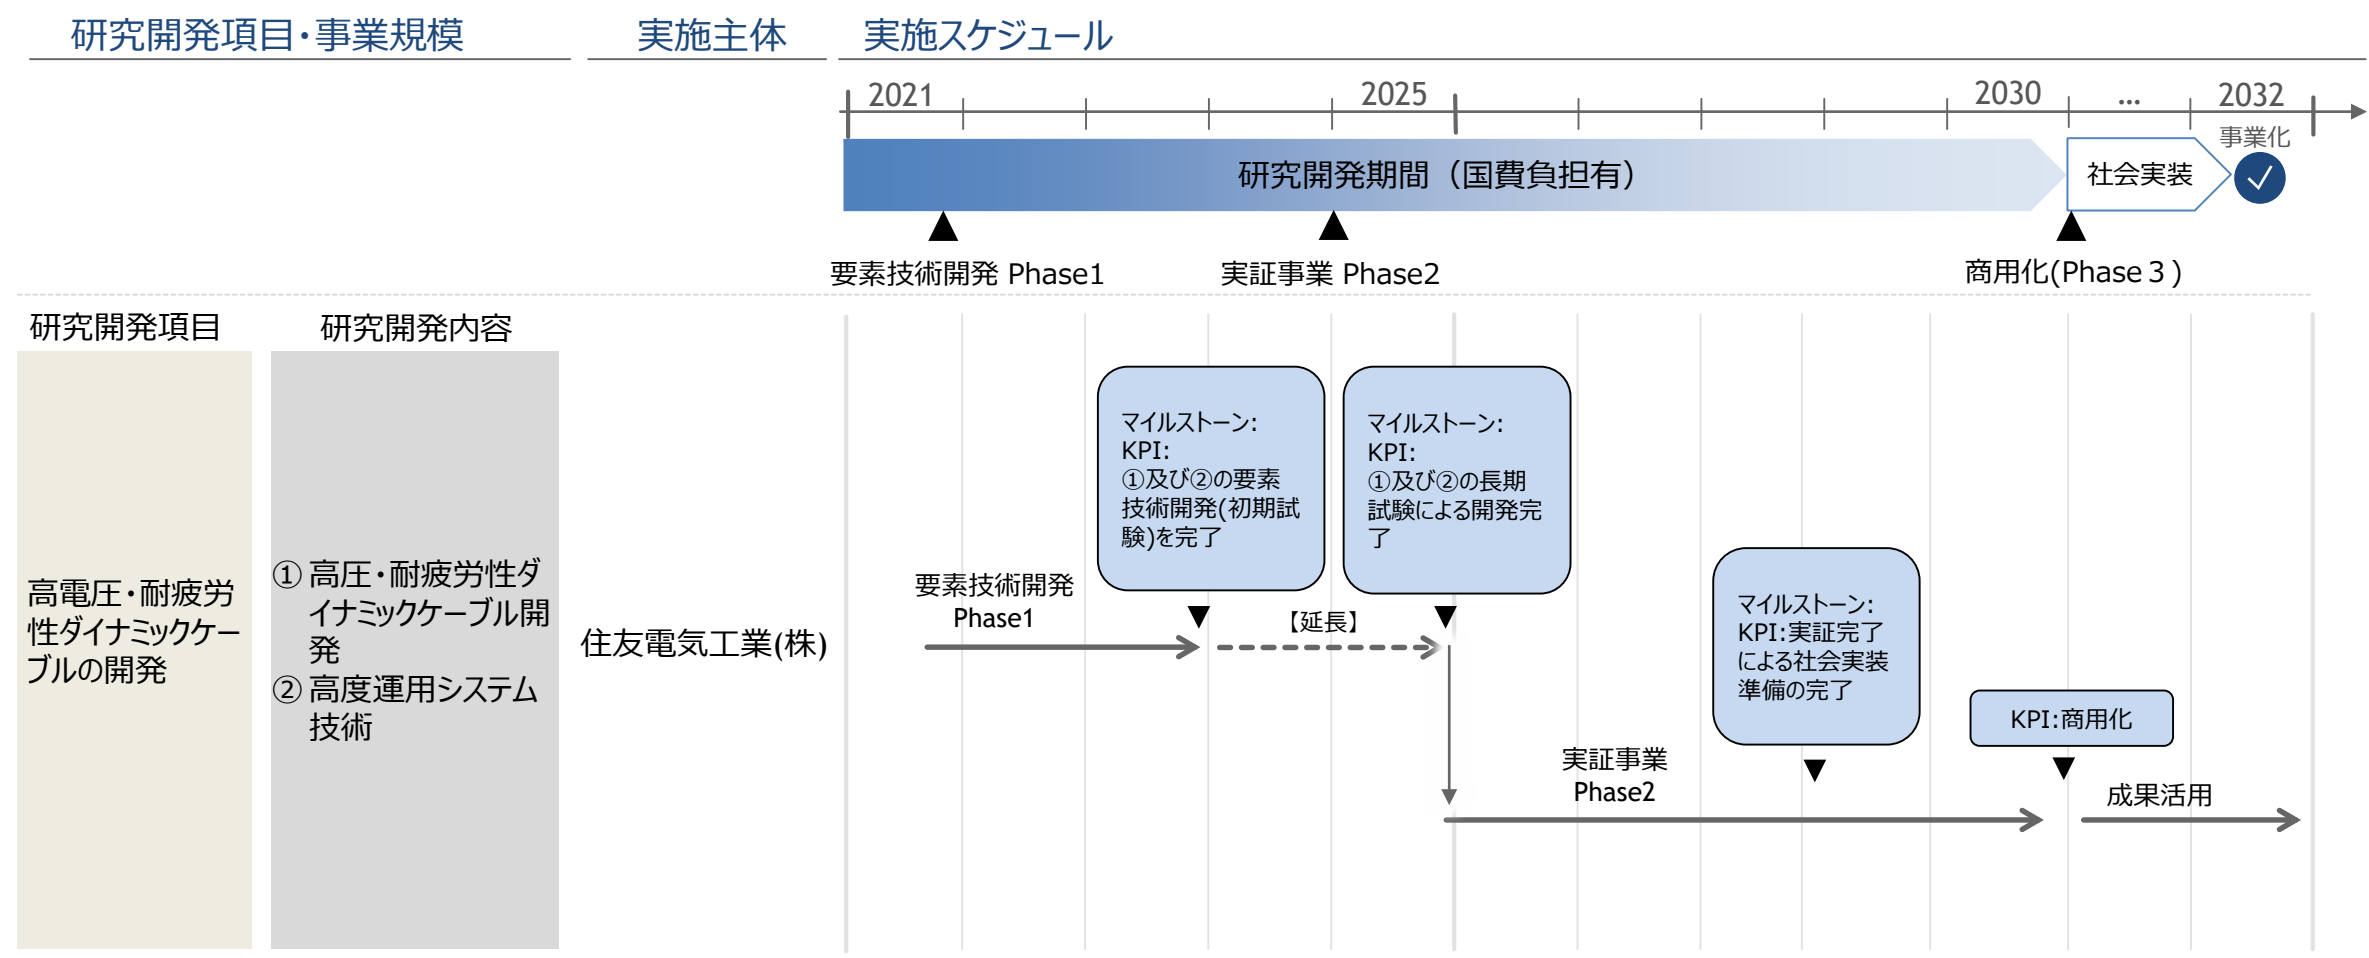 研究開発項目・事業規模
実施主体
実施スケジュール
2021
2025
2030
...
2032
事業化
研究開発期間（国費負担有）
社会実装
要素技術開発 Phase1
実証事業 Phase2
商用化(Phase３)
研究開発項目
研究開発内容
高電圧・耐疲労
性ダイナミックケー
ブルの開発
① 高圧・耐疲労性ダ
イナミックケーブル開
発
② 高度運用システム
技術
住友電気工業(株)
要素技術開発
Phase1
マイルストーン:
KPI:
①及び②の要素
技術開発(初期試
験)を完了
【延長】
マイルストーン:
KPI:
①及び②の長期
試験による開発完
了
実証事業
Phase2
マイルストーン:
KPI:実証完了
による社会実装
準備の完了
KPI:商用化
成果活用